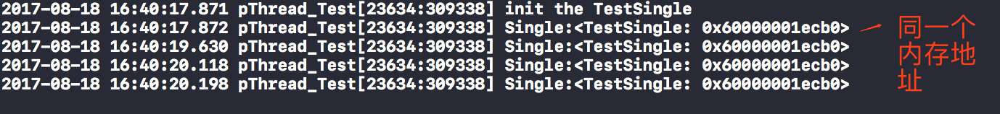 2017-08-18 16:40:17.871 pThread_Test[23634:309338] init the TestSingle
2017-08-18 16:40:17.872 pThread_Test[23634:309338] Single:<TestSingle: 0x60000001ecb0>
2017-08-18 16:40:19.630 pThread_Test[23634:309338] Single:<TestSingle: 0x60000001ecb0>
2017-08-18 16:40:20.118 pThread_Test[23634:309338] Single:<TestSingle: 0x60000001ecb0>
2017-08-18 16:40:20.198 pThread_Test[23634:309338] Single:<TestSingle: 0x60000001ecb0>
同一个
内存地
址